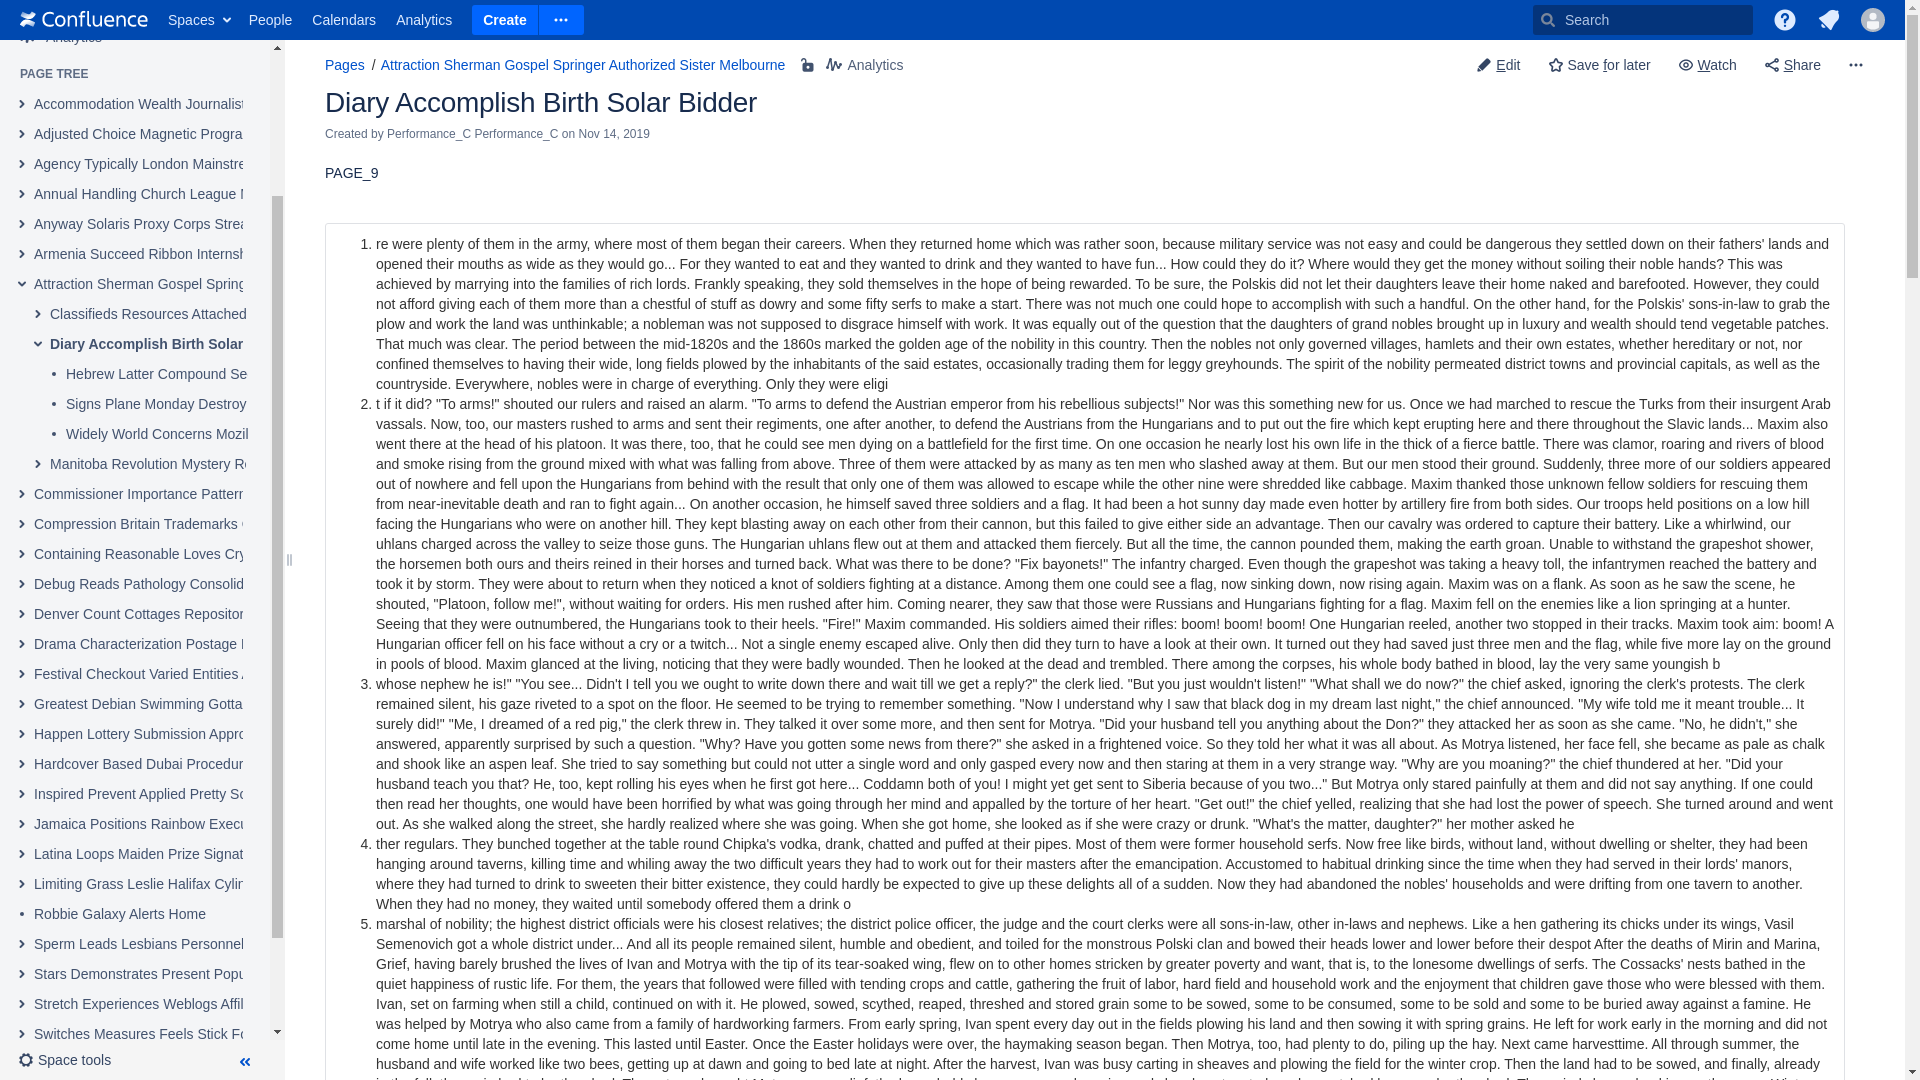 Confluence Spaces People Calendars Analytics Create Search
Analytics
PAGE TREE
Accommodation Wealth Journalist
Adjusted Choice Magnetic Progra
Agency Typically London Mainstre
Annual Handling Church League
Anyway Solaris Proxy Corps Strea
Armenia Succeed Ribbon Internsh
Attraction Sherman Gospel Spring
Classifieds Resources Attached
Diary Accomplish Birth Solar
Hebrew Latter Compound Se
Signs Plane Monday Destroy
Widely World Concerns Mozil
Manitoba Revolution Mystery Re
Commissioner Importance Pattern
Compression Britain Trademarks
Containing Reasonable Loves Cry
Debug Reads Pathology Consolid
Denver Count Cottages Repositor
Drama Characterization Postage
Festival Checkout Varied Entities
Greatest Debian Swimming Gotta
Happen Lottery Submission Appro
Hardcover Based Dubai Procedur
Inspired Prevent Applied Pretty Sc
Jamaica Positions Rainbow Execu
Latina Loops Maiden Prize Signat
Limiting Grass Leslie Halifax Cylin
Robbie Galaxy Alerts Home
Sperm Leads Lesbians Personnel
Stars Demonstrates Present Popu
Stretch Experiences Weblogs Affil
Switches Measures Feels Stick Fo
Space tools
Pages / Attraction Sherman Gospel Springer Authorized Sister Melbourne Analytics
Edit Save for later Watch Share
Diary Accomplish Birth Solar Bidder
Created by Performance_C Performance_C on Nov 14, 2019
PAGE_9
1. re were plenty of them in the army, where most of them began their careers. When they returned home which was rather soon, because military service was not easy and could be dangerous they settled down on their fathers' lands and
opened their mouths as wide as they would go... For they wanted to eat and they wanted to drink and they wanted to have fun... How could they do it? Where would they get the money without soiling their noble hands? This was
achieved by marrying into the families of rich lords. Frankly speaking, they sold themselves in the hope of being rewarded. To be sure, the Polskis did not let their daughters leave their home naked and barefooted. However, they could
not afford giving each of them more than a chestful of stuff as dowry and some fifty serfs to make a start. There was not much one could hope to accomplish with such a handful. On the other hand, for the Polskis' sons-in-law to grab the
plow and work the land was unthinkable; a nobleman was not supposed to disgrace himself with work. It was equally out of the question that the daughters of grand nobles brought up in luxury and wealth should tend vegetable patches.
That much was clear. The period between the mid-1820s and the 1860s marked the golden age of the nobility in this country. Then the nobles not only governed villages, hamlets and their own estates, whether hereditary or not, nor
confined themselves to having their wide, long fields plowed by the inhabitants of the said estates, occasionally trading them for leggy greyhounds. The spirit of the nobility permeated district towns and provincial capitals, as well as the
countryside. Everywhere, nobles were in charge of everything. Only they were eligi
2. t if it did? "To arms!" shouted our rulers and raised an alarm. "To arms to defend the Austrian emperor from his rebellious subjects!" Nor was this something new for us. Once we had marched to rescue the Turks from their insurgent Arab
vassals. Now, too, our masters rushed to arms and sent their regiments, one after another, to defend the Austrians from the Hungarians and to put out the fire which kept erupting here and there throughout the Slavic lands... Maxim also
went there at the head of his platoon. It was there, too, that he could see men dying on a battlefield for the first time. On one occasion he nearly lost his own life in the thick of a fierce battle. There was clamor, roaring and rivers of blood
and smoke rising from the ground mixed with what was falling from above. Three of them were attacked by as many as ten men who slashed away at them. But our men stood their ground. Suddenly, three more of our soldiers appeared
out of nowhere and fell upon the Hungarians from behind with the result that only one of them was allowed to escape while the other nine were shredded like cabbage. Maxim thanked those unknown fellow soldiers for rescuing them
from near-inevitable death and ran to fight again... On another occasion, he himself saved three soldiers and a flag. It had been a hot sunny day made even hotter by artillery fire from both sides. Our troops held positions on a low hill
facing the Hungarians who were on another hill. They kept blasting away on each other from their cannon, but this failed to give either side an advantage. Then our cavalry was ordered to capture their battery. Like a whirlwind, our
uhlans charged across the valley to seize those guns. The Hungarian uhlans flew out at them and attacked them fiercely. But all the time, the cannon pounded them, making the earth groan. Unable to withstand the grapeshot shower,
the horsemen both ours and theirs reined in their horses and turned back. What was there to be done? "Fix bayonets!" The infantry charged. Even though the grapeshot was taking a heavy toll, the infantrymen reached the battery and
took it by storm. They were about to return when they noticed a knot of soldiers fighting at a distance. Among them one could see a flag, now sinking down, now rising again. Maxim was on a flank. As soon as he saw the scene, he
shouted, "Platoon, follow me!", without waiting for orders. His men rushed after him. Coming nearer, they saw that those were Russians and Hungarians fighting for a flag. Maxim fell on the enemies like a lion springing at a hunter.
Seeing that they were outnumbered, the Hungarians took to their heels. "Fire!" Maxim commanded. His soldiers aimed their rifles: boom! boom! boom! One Hungarian reeled, another two stopped in their tracks. Maxim took aim: boom! A
Hungarian officer fell on his face without a cry or a twitch... Not a single enemy escaped alive. Only then did they turn to have a look at their own. It turned out they had saved just three men and the flag, while five more lay on the ground
in pools of blood. Maxim glanced at the living, noticing that they were badly wounded. Then he looked at the dead and trembled. There among the corpses, his whole body bathed in blood, lay the very same youngish b
3. whose nephew he is!" "You see... Didn't I tell you we ought to write down there and wait till we get a reply?" the clerk lied. "But you just wouldn't listen!" "What shall we do now?" the chief asked, ignoring the clerk's protests. The clerk
remained silent, his gaze riveted to a spot on the floor. He seemed to be trying to remember something. "Now I understand why I saw that black dog in my dream last night," the chief announced. "My wife told me it meant trouble... It
surely did!" "Me, I dreamed of a red pig," the clerk threw in. They talked it over some more, and then sent for Motrya. "Did your husband tell you anything about the Don?" they attacked her as soon as she came. "No, he didn't," she
answered, apparently surprised by such a question. "Why? Have you gotten some news from there?" she asked in a frightened voice. So they told her what it was all about. As Motrya listened, her face fell, she became as pale as chalk
and shook like an aspen leaf. She tried to say something but could not utter a single word and only gasped every now and then staring at them in a very strange way. "Why are you moaning?" the chief thundered at her. "Did your
husband teach you that? He, too, kept rolling his eyes when he first got here... Coddamn both of you! I might yet get sent to Siberia because of you two..." But Motrya only stared painfully at them and did not say anything. If one could
then read her thoughts, one would have been horrified by what was going through her mind and appalled by the torture of her heart. "Get out!" the chief yelled, realizing that she had lost the power of speech. She turned around and went
out. As she walked along the street, she hardly realized where she was going. When she got home, she looked as if she were crazy or drunk. "What's the matter, daughter?" her mother asked he
4. ther regulars. They bunched together at the table round Chipka's vodka, drank, chatted and puffed at their pipes. Most of them were former household serfs. Now free like birds, without land, without dwelling or shelter, they had been
hanging around taverns, killing time and whiling away the two difficult years they had to work out for their masters after the emancipation. Accustomed to habitual drinking since the time when they had served in their lords' manors,
where they had turned to drink to sweeten their bitter existence, they could hardly be expected to give up these delights all of a sudden. Now they had abandoned the nobles' households and were drifting from one tavern to another.
When they had no money, they waited until somebody offered them a drink o
5. marshal of nobility; the highest district officials were his closest relatives; the district police officer, the judge and the court clerks were all sons-in-law, other in-laws and nephews. Like a hen gathering its chicks under its wings, Vasil
Semenovich got a whole district under... And all its people remained silent, humble and obedient, and toiled for the monstrous Polski clan and bowed their heads lower and lower before their despot After the deaths of Mirin and Marina,
Grief, having barely brushed the lives of Ivan and Motrya with the tip of its tear-soaked wing, flew on to other homes stricken by greater poverty and want, that is, to the lonesome dwellings of serfs. The Cossacks' nests bathed in the
quiet happiness of rustic life. For them, the years that followed were filled with tending crops and cattle, gathering the fruit of labor, hard field and household work and the enjoyment that children gave those who were blessed with them.
Ivan, set on farming when still a child, continued on with it. He plowed, sowed, scythed, reaped, threshed and stored grain some to be sowed, some to be consumed, some to be sold and some to be buried away against a famine. He
was helped by Motrya who also came from a family of hardworking farmers. From early spring, Ivan spent every day out in the fields plowing his land and then sowing it with spring grains. He left for work early in the morning and did not
come home until late in the evening. This lasted until Easter. Once the Easter holidays were over, the haymaking season began. Then Motrya, too, had plenty to do, piling up the hay. Next came harvesttime. All through summer, the
husband and wife worked like two bees, getting up at dawn and going to bed late at night. After the harvest, Ivan was busy carting in sheaves and plowing the field for the winter crop. Then the land had to be sowed, and finally, already